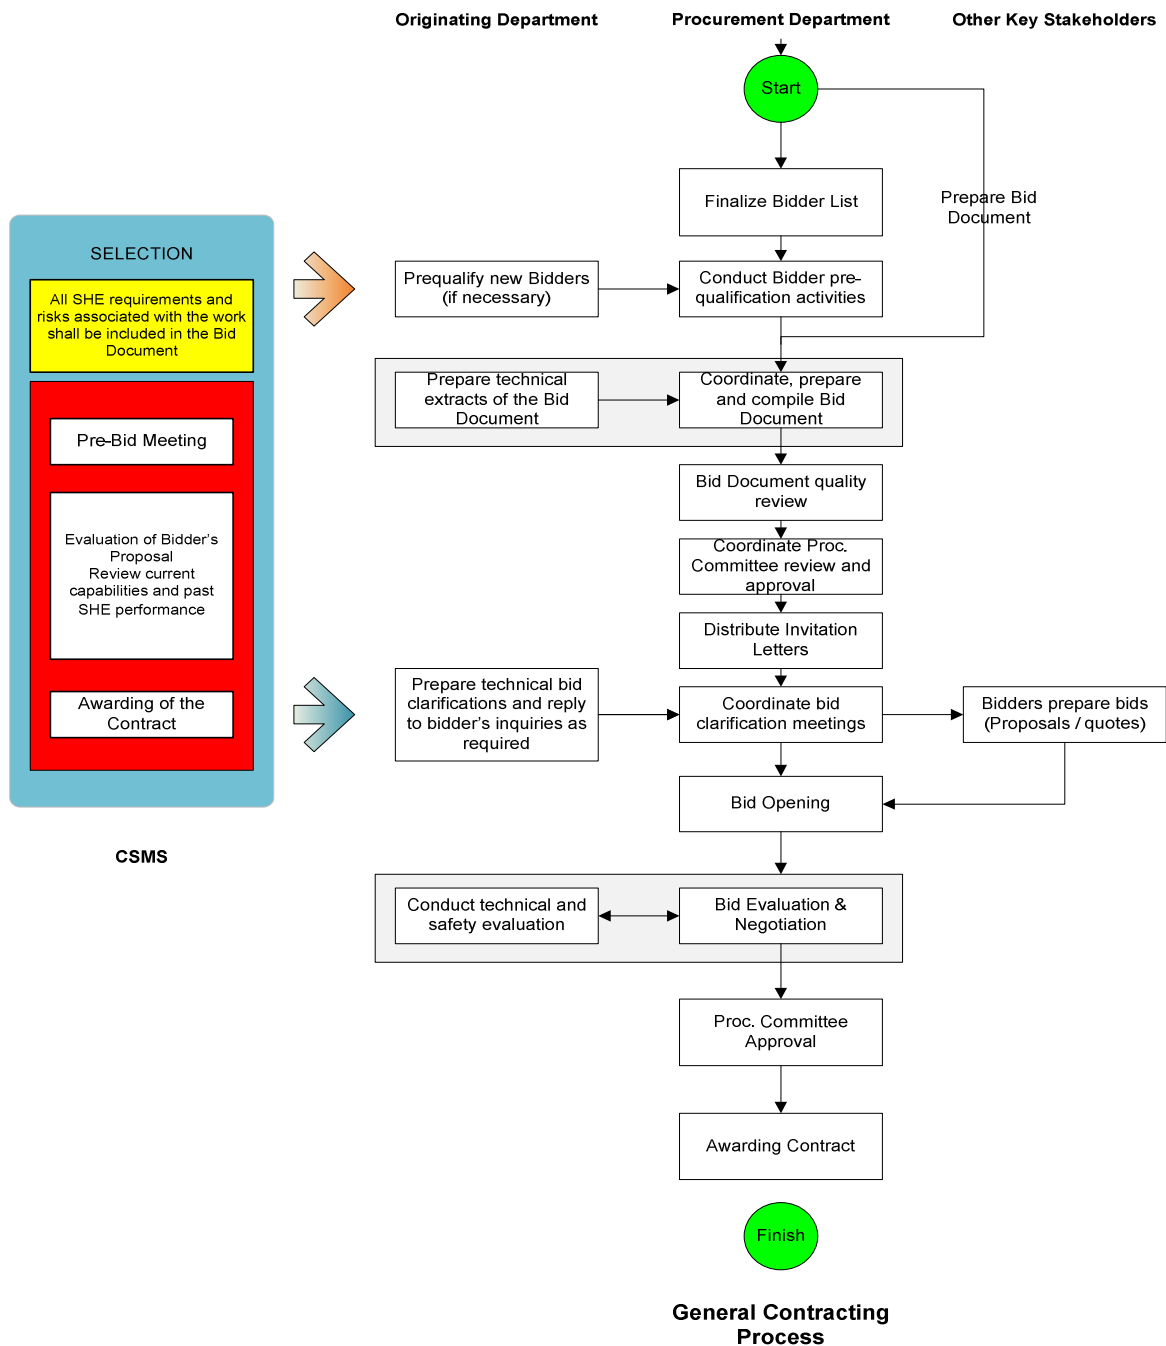 Originating Department
Procurement Department
Other Key Stakeholders
Start
Prepare Bid
Document
Finalize Bidder List
SELECTION
All SHE requirements and
risks associated with the work
shall be included in the Bid
Document
Prequalify new Bidders
(if necessary)
Conduct Bidder pre-
qualification activities
Prepare technical
extracts of the Bid
Document
Coordinate, prepare
and compile Bid
Document
Pre-Bid Meeting
Bid Document quality
review
Evaluation of Bidder's
Proposal
Review current
capabilities and past
SHE performance
Coordinate Proc.
Committee review and
approval
Distribute Invitation
Letters
Awarding of the
Contract
Prepare technical bid
clarifications and reply
to bidder's inquiries as
required
Coordinate bid
clarification meetings
Bidders prepare bids
(Proposals / quotes)
Bid Opening
CSMS
Conduct technical and
safety evaluation
Bid Evaluation &
Negotiation
Proc. Committee
Approval
Awarding Contract
Finish
General Contracting
Process